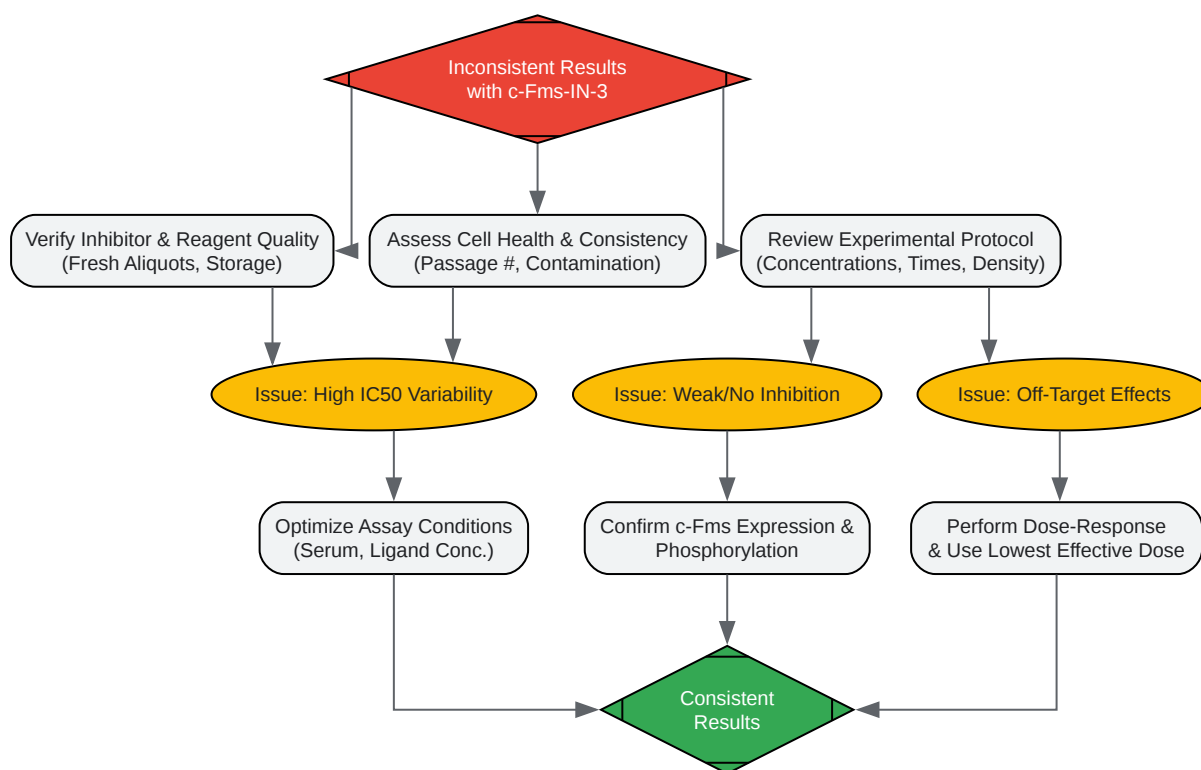 Inconsistent Results
with c-Fms-IN-3
Verify Inhibitor & Reagent Quality
(Fresh Aliquots, Storage)
Assess Cell Health & Consistency
(Passage #, Contamination)
Review Experimental Protocol
(Concentrations, Times, Density)
Issue: High IC50 Variability
Issue: Weak/No Inhibition
Issue: Off-Target Effects
Optimize Assay Conditions
(Serum, Ligand Conc.)
Confirm c-Fms Expression &
Phosphorylation
Perform Dose-Response
& Use Lowest Effective Dose
Consistent
Results